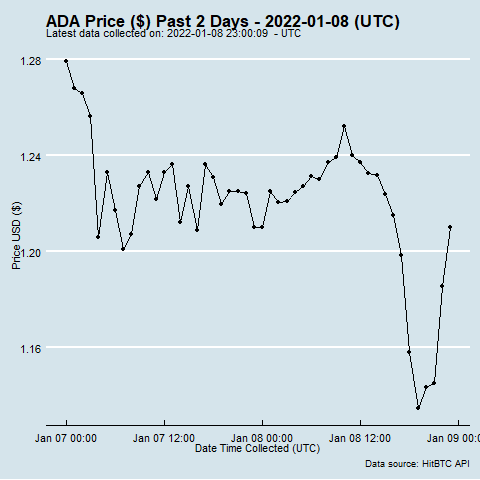 ADA Price ($) Past 2 Days - 2022-01-08 (UTC)
Latest data collected on: 2022-01-08 23:00:09 - UTC
1.28
1.24
1.20
1.16
Price USD ($)
Jan 07 00:00
Jan 07 12:00
Jan 08 00:00
Jan 08 12:00
Jan 09 00:00
Date Time Collected (UTC)
Data source: HitBTC API